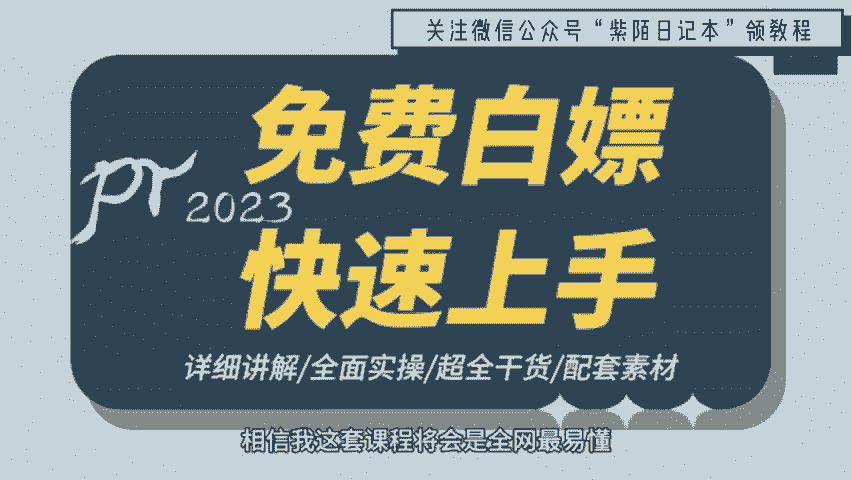 关注微信公众号“紫陌日记本”领教程
免费白嫖
pr 2023
快速上手
详细讲解/全面实操/超全干货/配套素材
相信我这套课程将会是全网最易懂